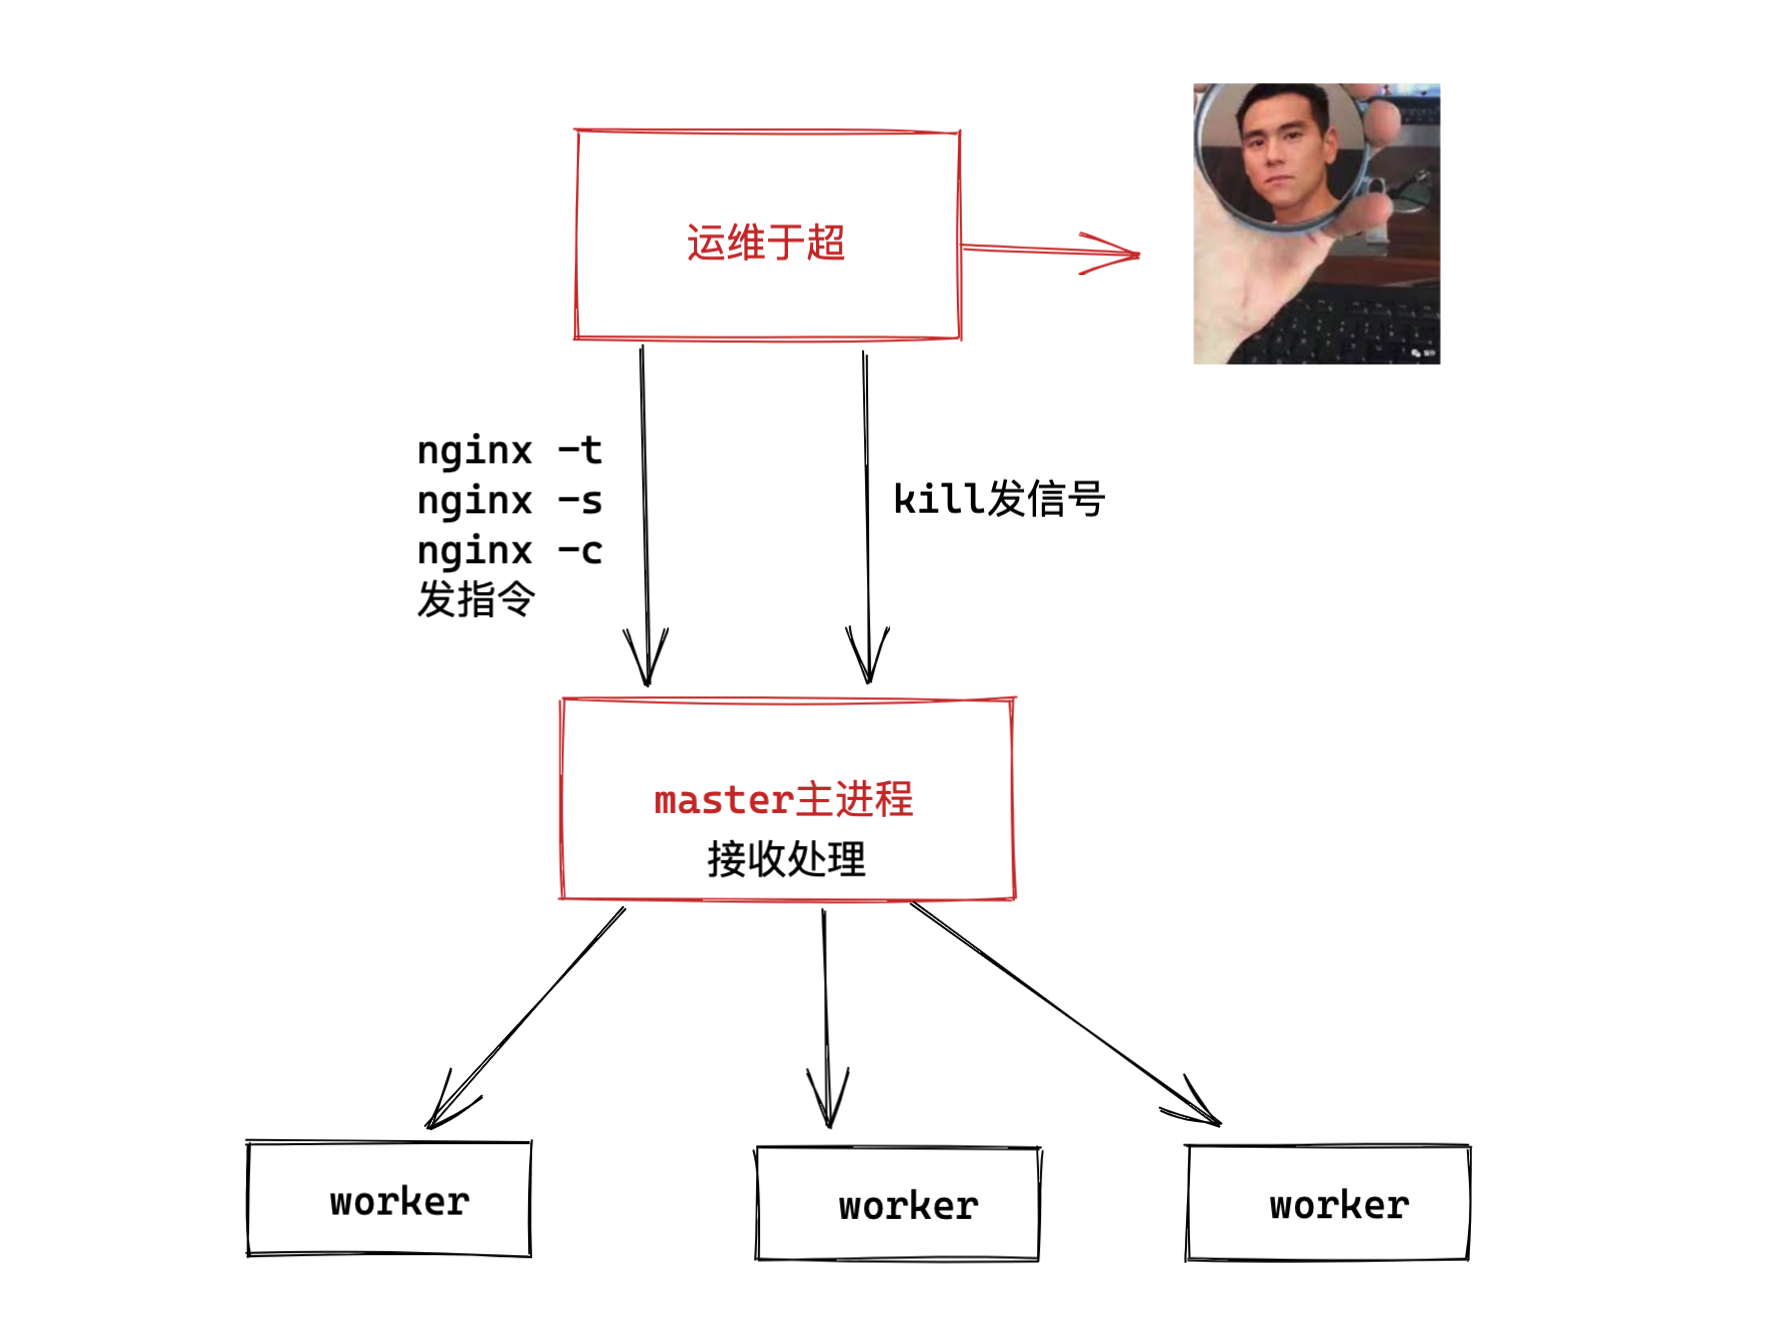 运维于超
nginx -t
nginx -s
nginx -c
发指令
kill发信号
master主进程
接收处理
worker
worker
worker